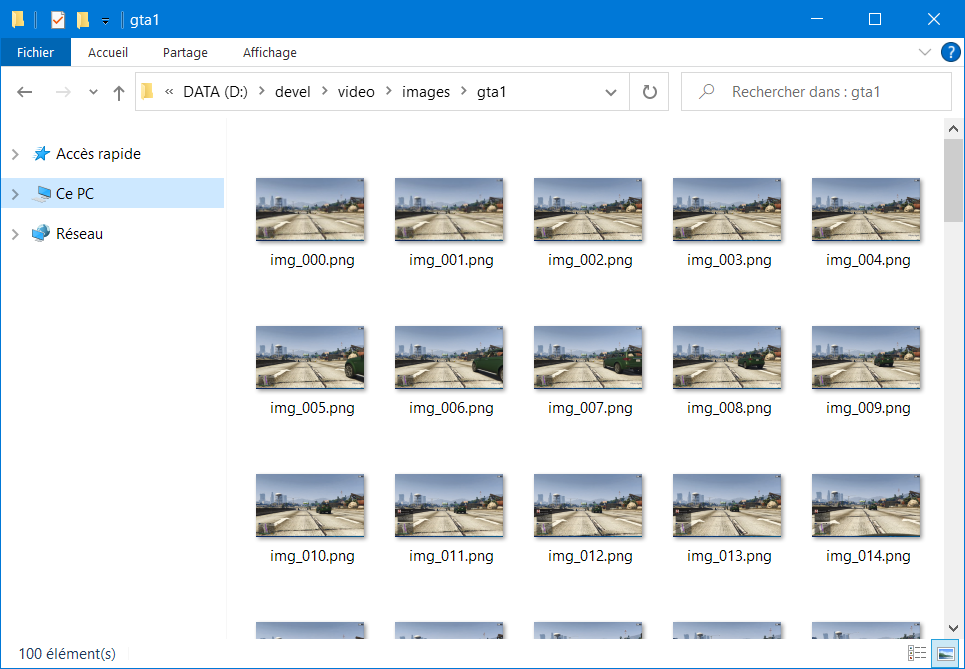 gta1
Fichier Accueil Partage Affichage ?
« DATA (D:) > devel > video > images > gta1
Rechercher dans : gta1
Accès rapide
Ce PC
Réseau
img_000.png img_001.png img_002.png img_003.png img_004.png
img_005.png img_006.png img_007.png img_008.png img_009.png
img_010.png img_011.png img_012.png img_013.png img_014.png
100 élément(s)